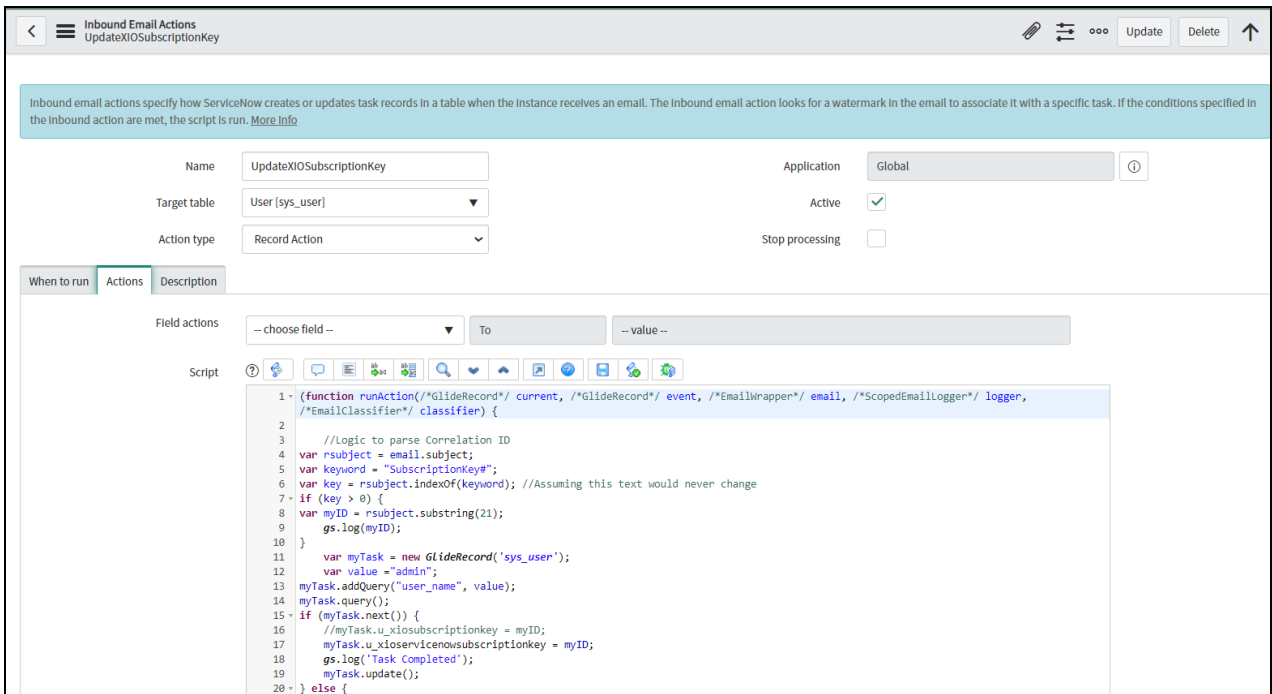 Inbound Email Actions
UpdateXIOSubscriptionKey
Update
Delete
Inbound email actions specify how ServiceNow creates or updates task records in a table when the instance receives an email. The inbound email action looks for a watermark in the email to associate it with a specific task. If the conditions specified in
the inbound action are met, the script is run. More Info
Name
UpdateXIOSubscriptionKey
Application
Global
Target table
User [sys_user]
Active
Action type
Record Action
Stop processing
When to run
Actions
Description
Field actions
-- choose field --
To
-- value --
Script
1 (function runAction(/*GlideRecord*/ current, /*GlideRecord*/ event, /*EmailWrapper*/ email, /*ScopedEmailLogger*/ logger,
/*EmailClassifier*/ classifier) {
2
3 //Logic to parse Correlation ID
4 var rsubject = email.subject;
5 var keyword = "SubscriptionKey#";
6 var key = rsubject.indexOf(keyword); //Assuming this text would never change
7 if (key > 0) {
8 var myID = rsubject.substring(21);
9 gs.log(myID);
10 }
11 var myTask = new GlideRecord('sys_user');
12 var value ="admin";
13 myTask.addQuery("user_name", value);
14 myTask.query();
15 if (myTask.next()) {
16 //myTask.u_xiosubscriptionkey = myID;
17 myTask.u_xioservicenowsubscriptionkey = myID;
18 gs.log('Task Completed');
19 myTask.update();
20 } else {